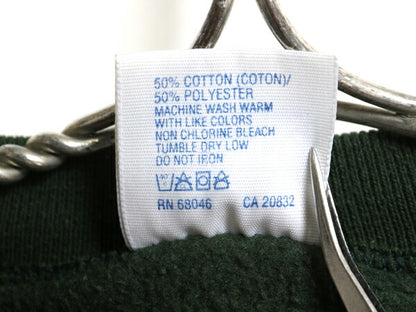 50% COTTON (COTON)/
50% POLYESTER
MACHINE WASH WARM
WITH LIKE COLORS
NON CHLORINE BLEACH
TUMBLE DRY LOW
DO NOT IRON
RN 68046 CA 20832